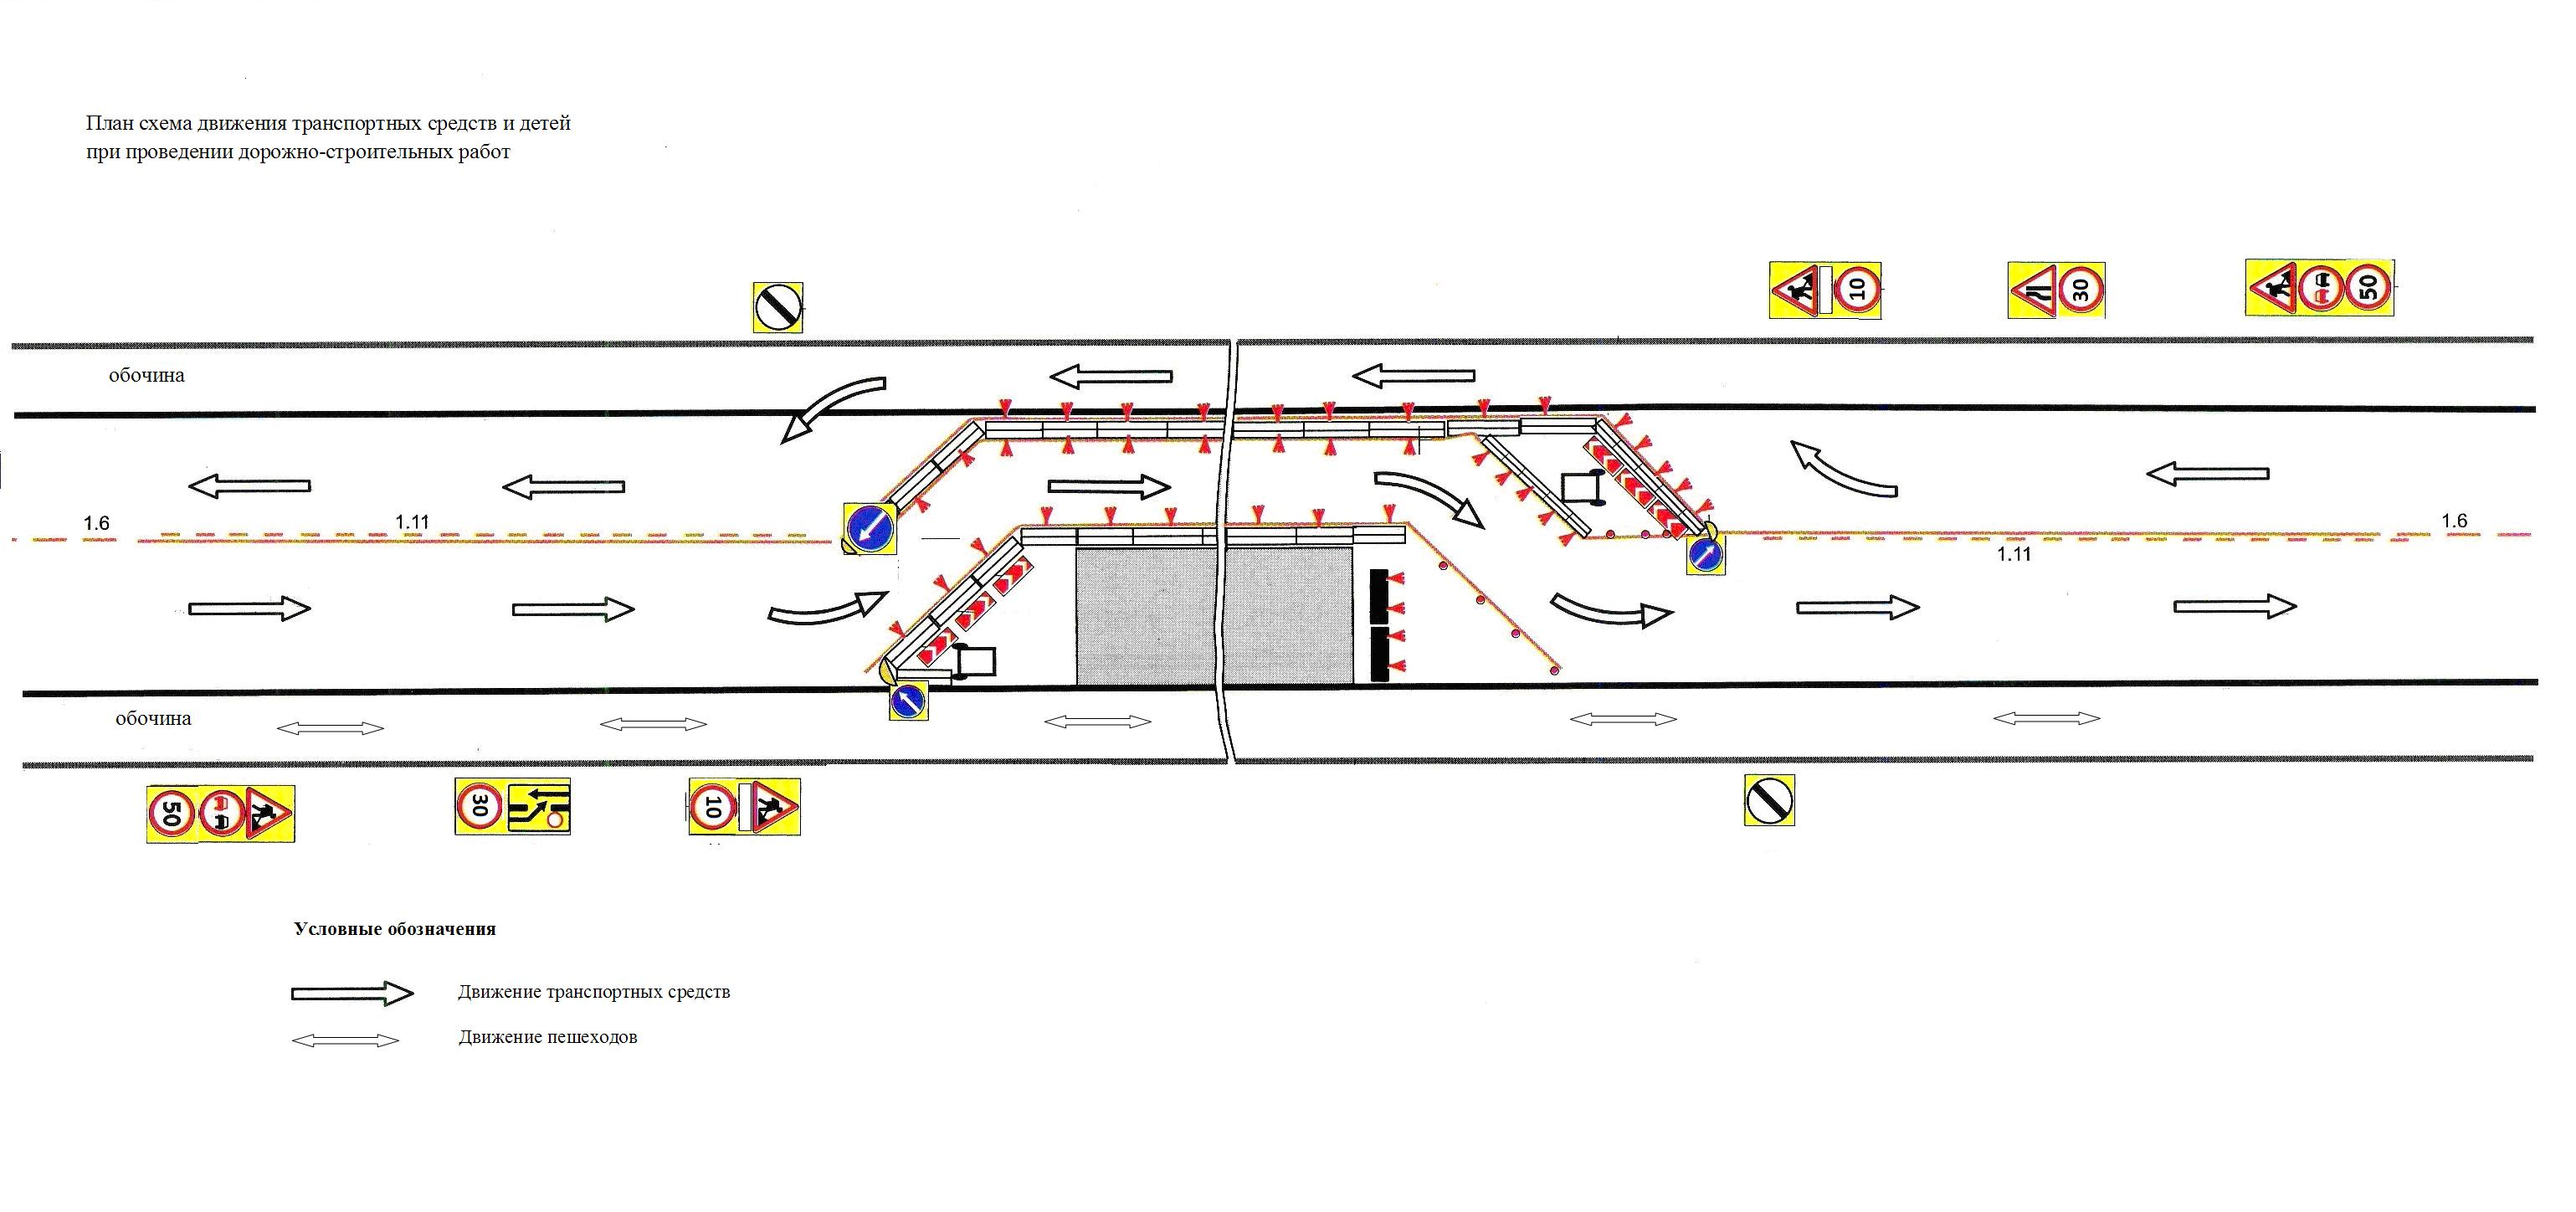 План схема движения транспортных средств и детей
при проведении дорожно-строительных работ
10
30
50
обочина
1.6
1.11
1.6
1.11
обочина
50
30
10
Условные обозначения
Движение транспортных средств
Движение пешеходов